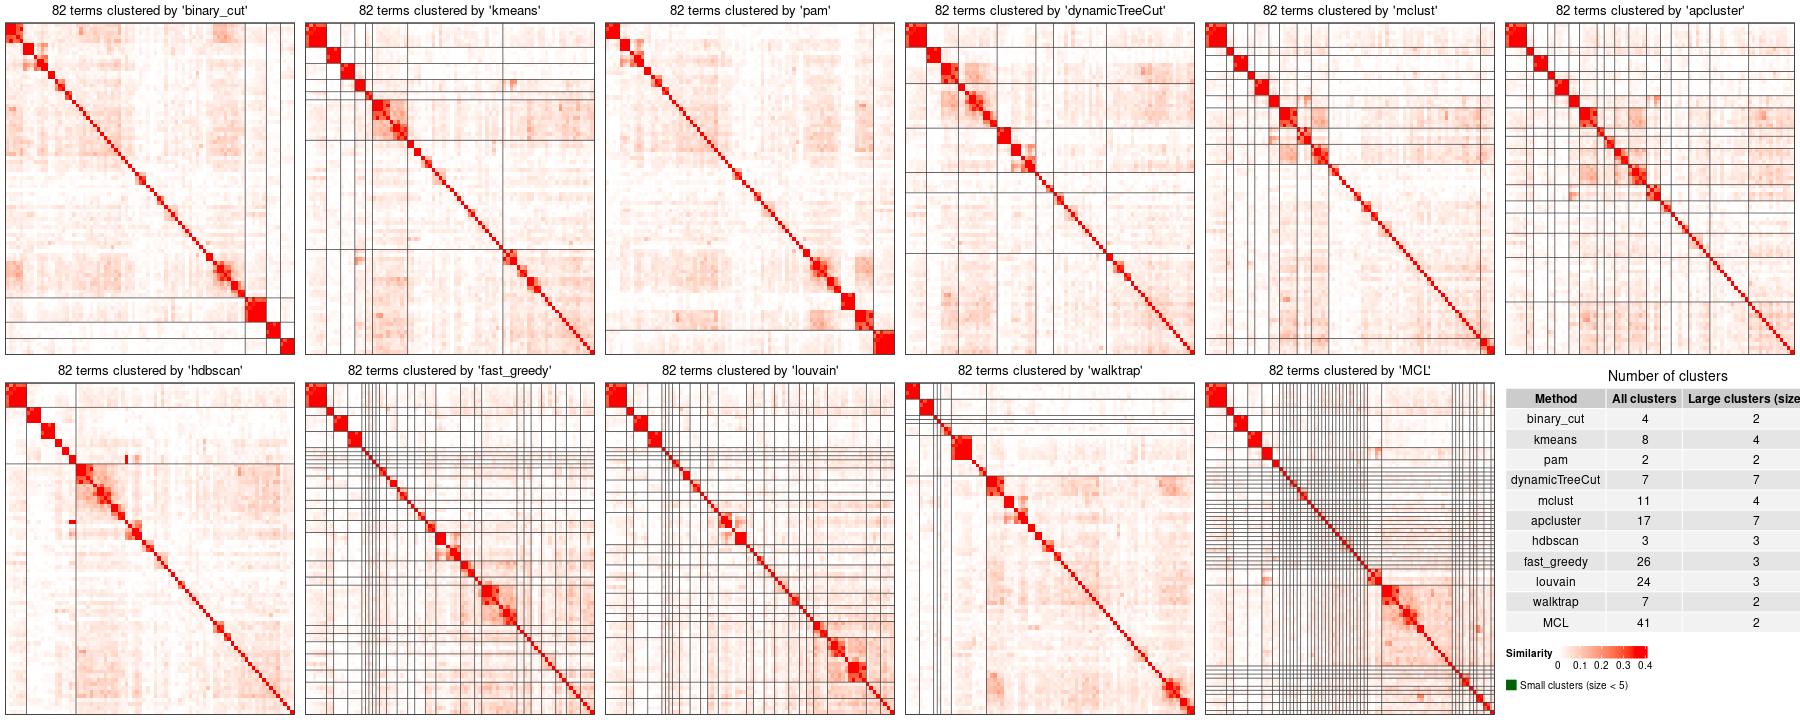 82 terms clustered by 'binary_cut'
82 terms clustered by 'kmeans'
82 terms clustered by 'pam'
82 terms clustered by 'dynamicTreeCut'
82 terms clustered by 'mclust'
82 terms clustered by 'apcluster'
82 terms clustered by 'hdbscan'
82 terms clustered by 'fast_greedy'
82 terms clustered by 'louvain'
82 terms clustered by 'walktrap'
82 terms clustered by 'MCL'
Number of clusters
Method All clusters Large clusters (size
binary_cut 4 2
kmeans 8 4
pam 2 2
dynamicTreeCut 7 7
mclust 11 4
apcluster 17 7
hdbscan 3 3
fast_greedy 26 3
louvain 24 3
walktrap 7 2
MCL 41 2
Similarity
0 0.1 0.2 0.3 0.4
Small clusters (size < 5)